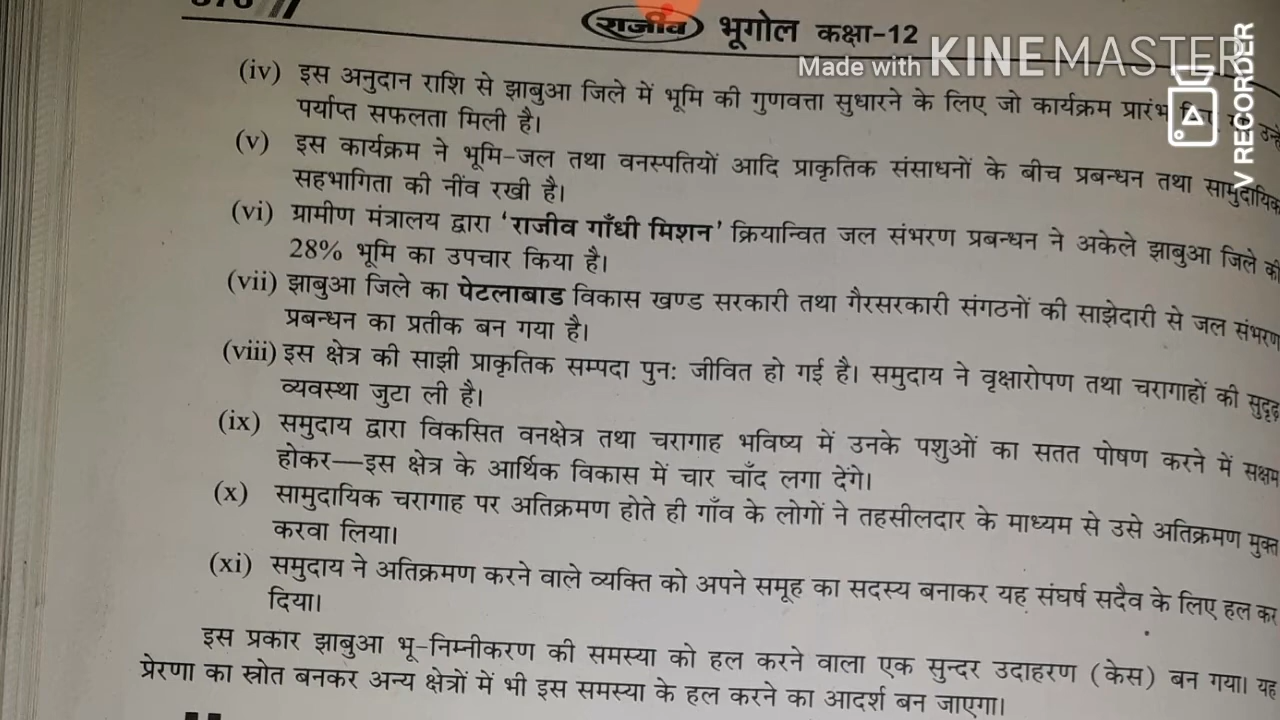 राजीव भूगोल कक्षा-12
Made with KINEMASTER
V RECORDER
(iv) इस अनुदान राशि से झाबुआ जिले में भूमि की गुणवत्ता सुधारने के लिए जो कार्यक्रम प्रारंभ
पर्याप्त सफलता मिली है।
(v) इस कार्यक्रम ने भूमि-जल तथा वनस्पतियों आदि प्राकृतिक संसाधनों के बीच प्रबन्धन तथा सामुदायिक
सहभागिता की नींव रखी है।
(vi) ग्रामीण मंत्रालय द्वारा 'राजीव गाँधी मिशन' क्रियान्वित जल संभरण प्रबन्धन ने अकेले झाबुआ जिले की
28% भूमि का उपचार किया है।
(vii) झाबुआ जिले का पेटलाबाड विकास खण्ड सरकारी तथा गैरसरकारी संगठनों की साझेदारी से जल संभरण
प्रबन्धन का प्रतीक बन गया है।
(viii) इस क्षेत्र की साझी प्राकृतिक सम्पदा पुनः जीवित हो गई है। समुदाय ने वृक्षारोपण तथा चरागाहों की सुदृढ़
व्यवस्था जुटा ली है।
(ix) समुदाय द्वारा विकसित वनक्षेत्र तथा चरागाह भविष्य में उनके पशुओं का सतत पोषण करने में सक्षम
होकर—इस क्षेत्र के आर्थिक विकास में चार चाँद लगा देंगे।
(x) सामुदायिक चरागाह पर अतिक्रमण होते ही गाँव के लोगों ने तहसीलदार के माध्यम से उसे अतिक्रमण मुक्त
करवा लिया।
(xi) समुदाय ने अतिक्रमण करने वाले व्यक्ति को अपने समूह का सदस्य बनाकर यह संघर्ष सदैव के लिए हल कर
दिया।
इस प्रकार झाबुआ भू-निम्नीकरण की समस्या को हल करने वाला एक सुन्दर उदाहरण (केस) बन गया। यह
प्रेरणा का स्रोत बनकर अन्य क्षेत्रों में भी इस समस्या के हल करने का आदर्श बन जाएगा।